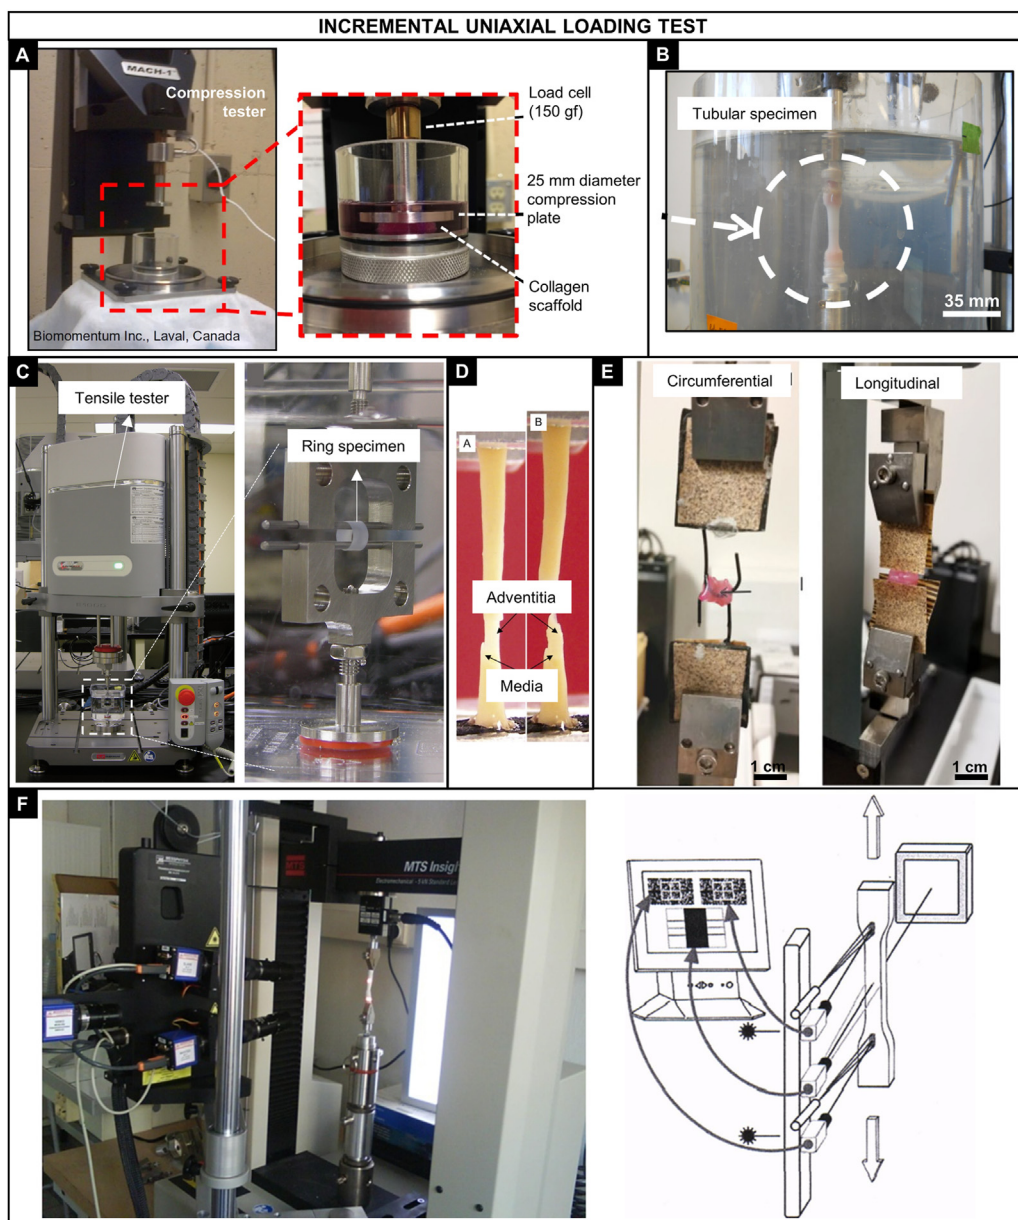 INCREMENTAL UNIAXIAL LOADING TEST
A
MACH-1
Compression
tester
Biomomentum Inc., Laval, Canada
Load cell
(150 gf)
25 mm diameter
compression
plate
Collagen
scaffold
B
Tubular specimen
35 mm
C
Tensile tester
Ring specimen
D
A
B
Adventitia
Media
E
Circumferential
Longitudinal
1 cm
1 cm
F
MTS
MTS Insight